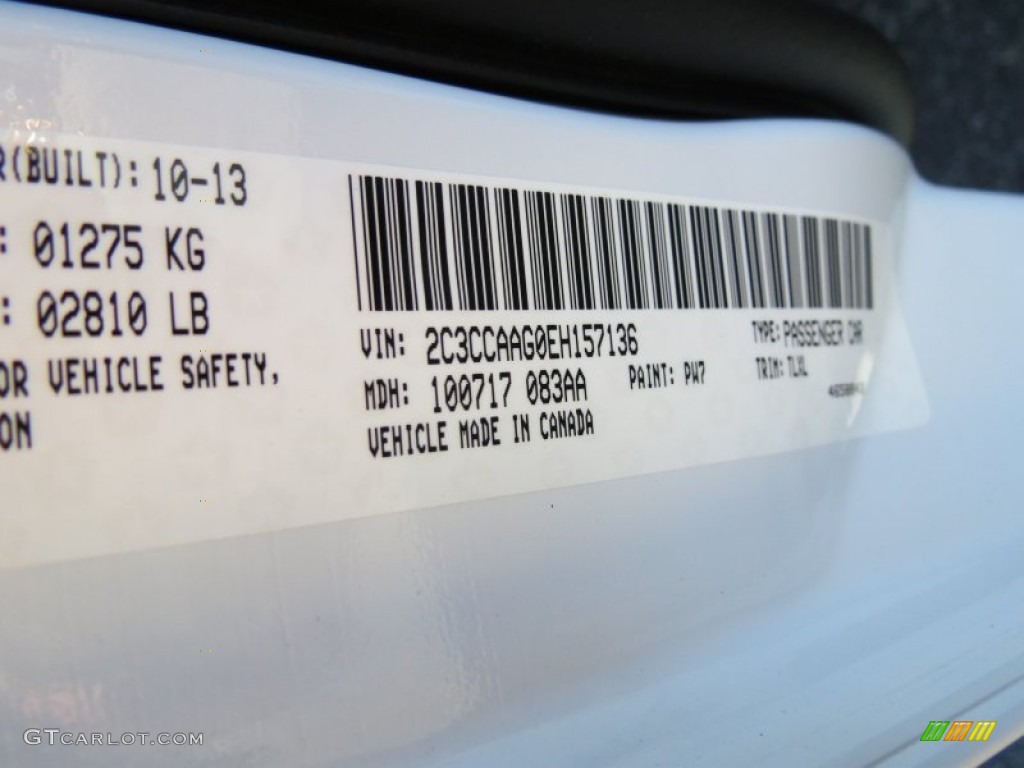 R(BUILT): 10-13
: 01275 KG
: 02810 LB
OR VEHICLE SAFETY,
ON
VIN: 2C3CCAAG0EH157136
TYPE: PASSENGER CAR
MDH: 100717 083AA
PAINT: PW7
TRIM: TLXL
VEHICLE MADE IN CANADA
GTCARLOT.COM